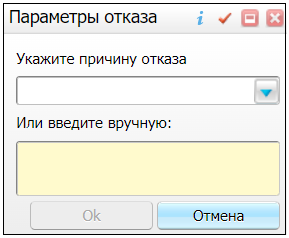 Параметры отказа
Укажите причину отказа
Или введите вручную:
Ok Отмена